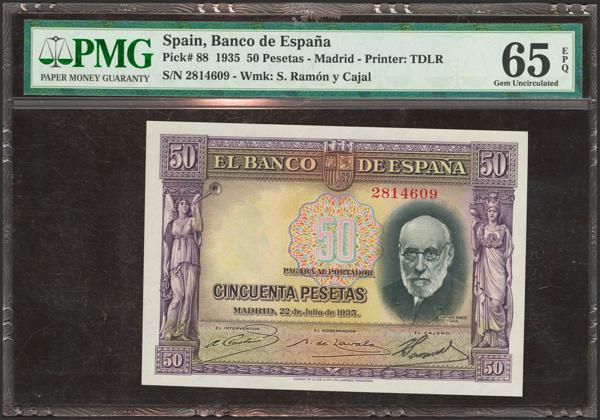 PMG
PAPER MONEY GUARANTY
Spain, Banco de España
Pick# 88 1935 50 Pesetas - Madrid - Printer: TDLR
S/N 2814609 - Wmk: S. Ramón y Cajal
65
EPQ
Gem Uncirculated
50
50
EL BANCO DE ESPAÑA
2814609
50
PAGARÁ AL PORTADOR
CINCUENTA PESETAS
MADRID, 22 de Julio de 1935.
EL INTERVENTOR
EL GOBERNADOR
EL CAJERO
50
50